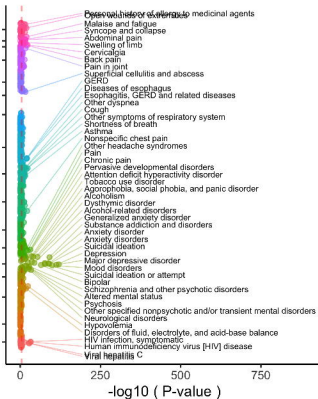 Personal history of allergy to medicinal agents
Open wounds of extremities
Malaise and fatigue
Syncope and collapse
Abdominal pain
Swelling of limb
Cervicalgia
Back pain
Pain in joint
Superficial cellulitis and abscess
GERD
Diseases of esophagus
Esophagitis, GERD and related diseases
Other dyspnea
Cough
Other symptoms of respiratory system
Shortness of breath
Asthma
Nonspecific chest pain
Other headache syndromes
Pain
Chronic pain
Pervasive developmental disorders
Attention deficit hyperactivity disorder
Tobacco use disorder
Agorophobia, social phobia, and panic disorder
Alcoholism
Dysthymic disorder
Alcohol-related disorders
Generalized anxiety disorder
Substance addiction and disorders
Anxiety disorder
Anxiety disorders
Suicidal ideation
Depression
Major depressive disorder
Mood disorders
Suicidal ideation or attempt
Bipolar
Schizophrenia and other psychotic disorders
Altered mental status
Psychosis
Other specified nonpsychotic and/or transient mental disorders
Neurological disorders
Hypovolemia
Disorders of fluid, electrolyte, and acid-base balance
HIV infection, symptomatic
Human immunodeficiency virus [HIV] disease
Viral hepatitis C
Viral hepatitis
0 250 500 750
-log10 ( P-value )